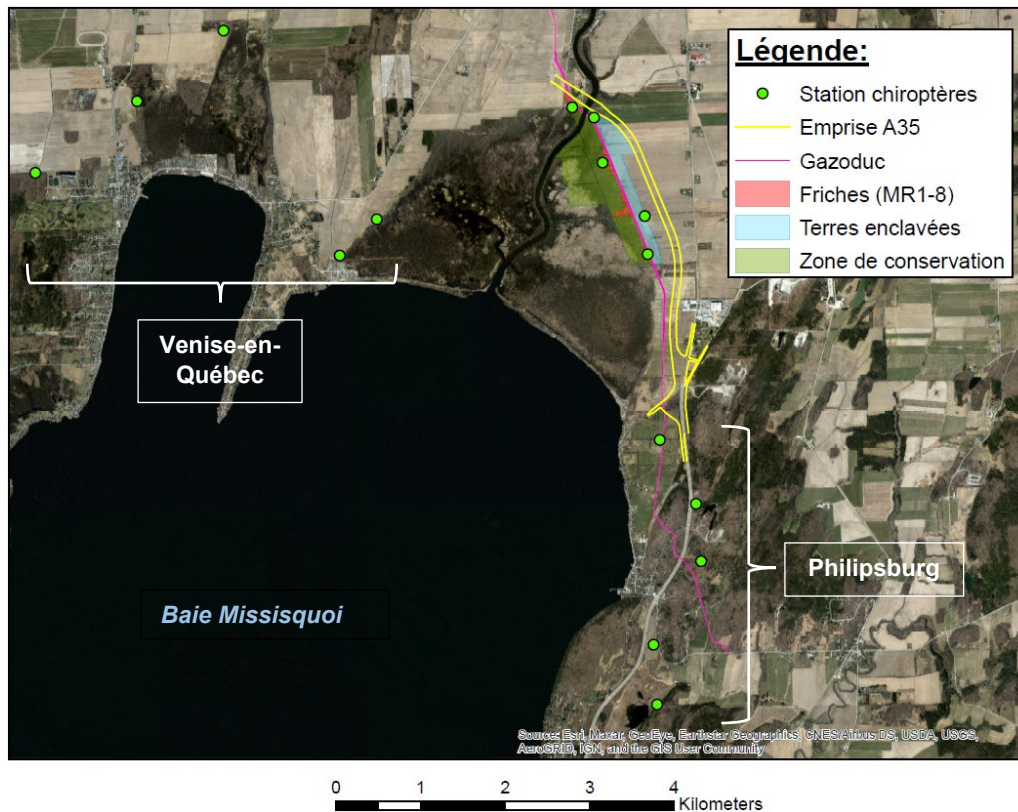 Légende:
Station chiroptères
Emprise A35
Gazoduc
Friches (MR1-8)
Terres enclavées
Zone de conservation
Venise-en-
Québec
Philipsburg
Baie Missisquoi
Source: Esri, Maxar, GeoEye, Earthstar Geographics, CNES/Airbus DS, USDA, USGS,
AeroGRID, IGN, and the GIS User Community
0 1 2 3 4
Kilometers